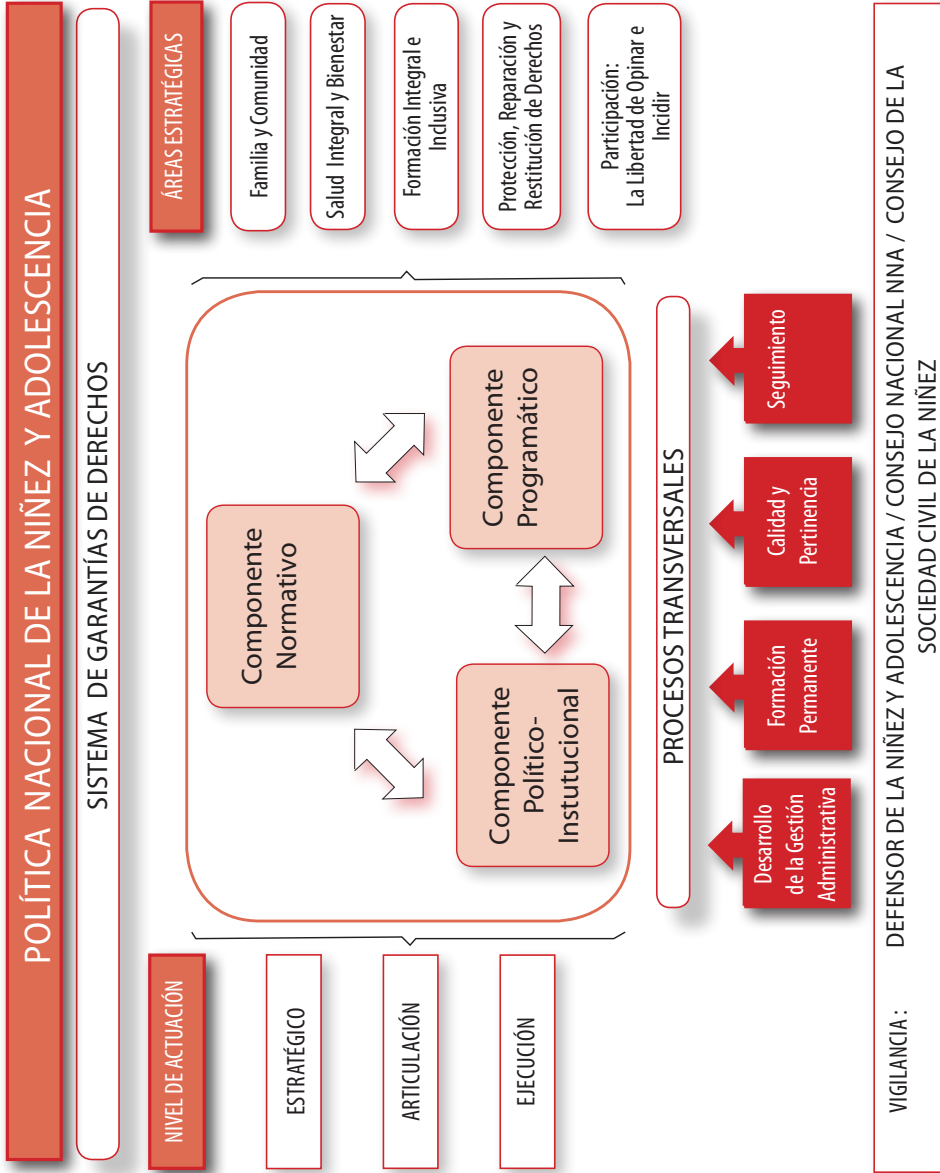 POLÍTICA NACIONAL DE LA NIÑEZ Y ADOLESCENCIA
SISTEMA DE GARANTÍAS DE DERECHOS
NIVEL DE ACTUACIÓN
ESTRATÉGICO
ARTICULACIÓN
EJECUCIÓN
Componente
Normativo
Componente
Político-
Instutucional
Componente
Programático
ÁREAS ESTRATÉGICAS
Familia y Comunidad
Salud Integral y Bienestar
Formación Integral e
Inclusiva
Protección, Reparación y
Restitución de Derechos
Participación:
La Libertad de Opinar e
Incidir
PROCESOS TRANSVERSALES
Desarrollo
de la Gestión
Administrativa
Formación
Permanente
Calidad y
Pertinencia
Seguimiento
VIGILANCIA: DEFENSOR DE LA NIÑEZ Y ADOLESCENCIA / CONSEJO NACIONAL NINA / CONSEJO DE LA
SOCIEDAD CIVIL DE LA NIÑEZ